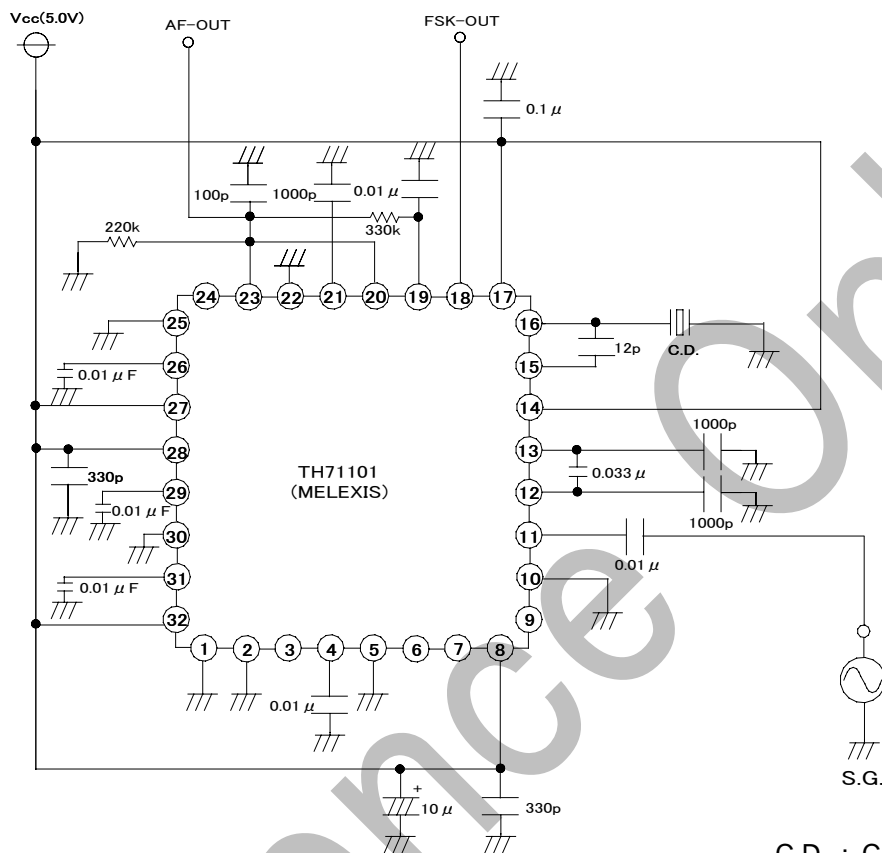 Vcc(5.0V)
AF-OUT
FSK-OUT
0.1 μ
100p
1000p
0.01 μ
220k
330k
24 23 22 21 20 19 18 17
25
26
0.01 μ F
27
28
330p
29
0.01 μ F
30
31
0.01 μ F
32
TH71101
(MELEXIS)
16
12p
C.D.
15
14
1000p
13
0.033 μ
12
1000p
11
0.01 μ
10
9
1 2 3 4 5 6 7 8
0.01 μ
S.G.
+
10 μ
330p
C.D. : C